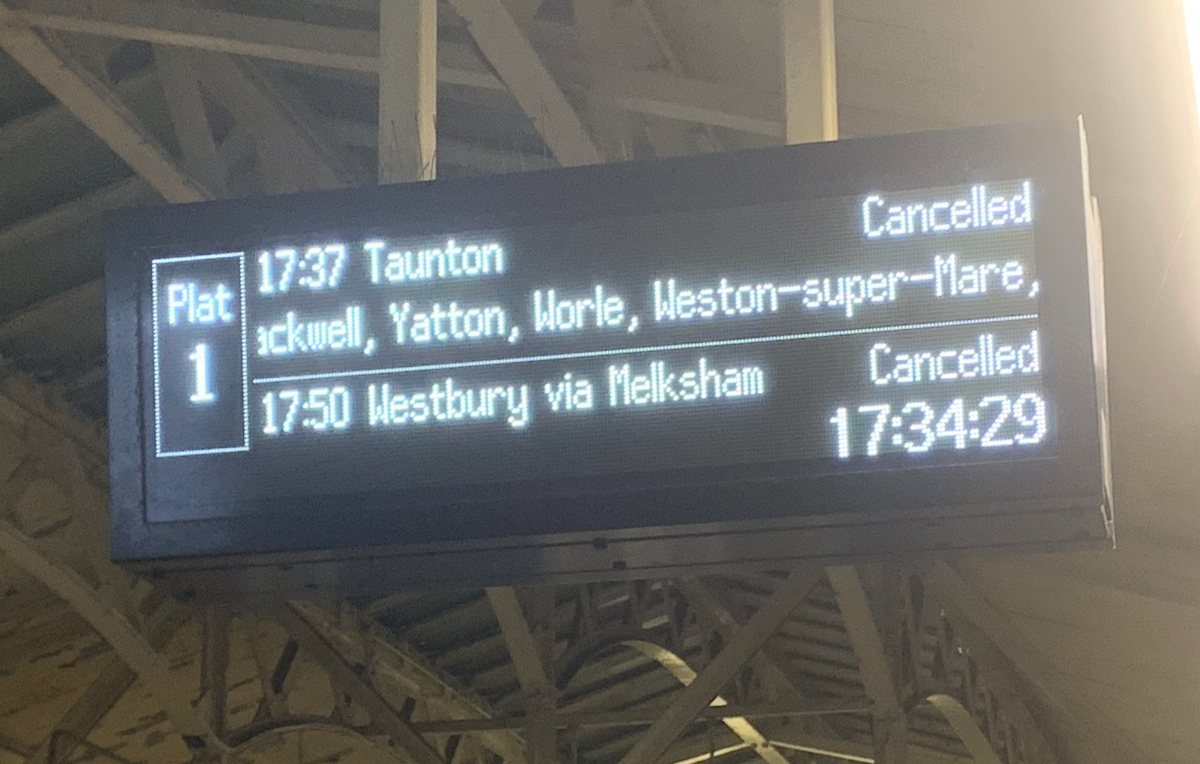 Plat
1
17:37 Taunton Cancelled
ackwell, Yatton, Worle, Weston-super-Mare,
17:50 Westbury via Melksham Cancelled
17:34:29